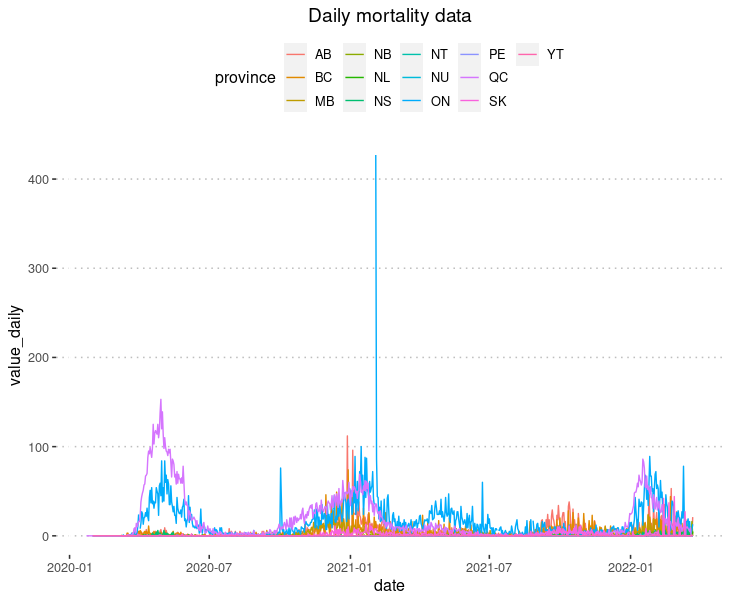 Daily mortality data
province
AB NB NT PE YT
BC NL NU QC
MB NS ON SK
value_daily
400
300
200
100
0
2020-01 2020-07 2021-01 2021-07 2022-01
date